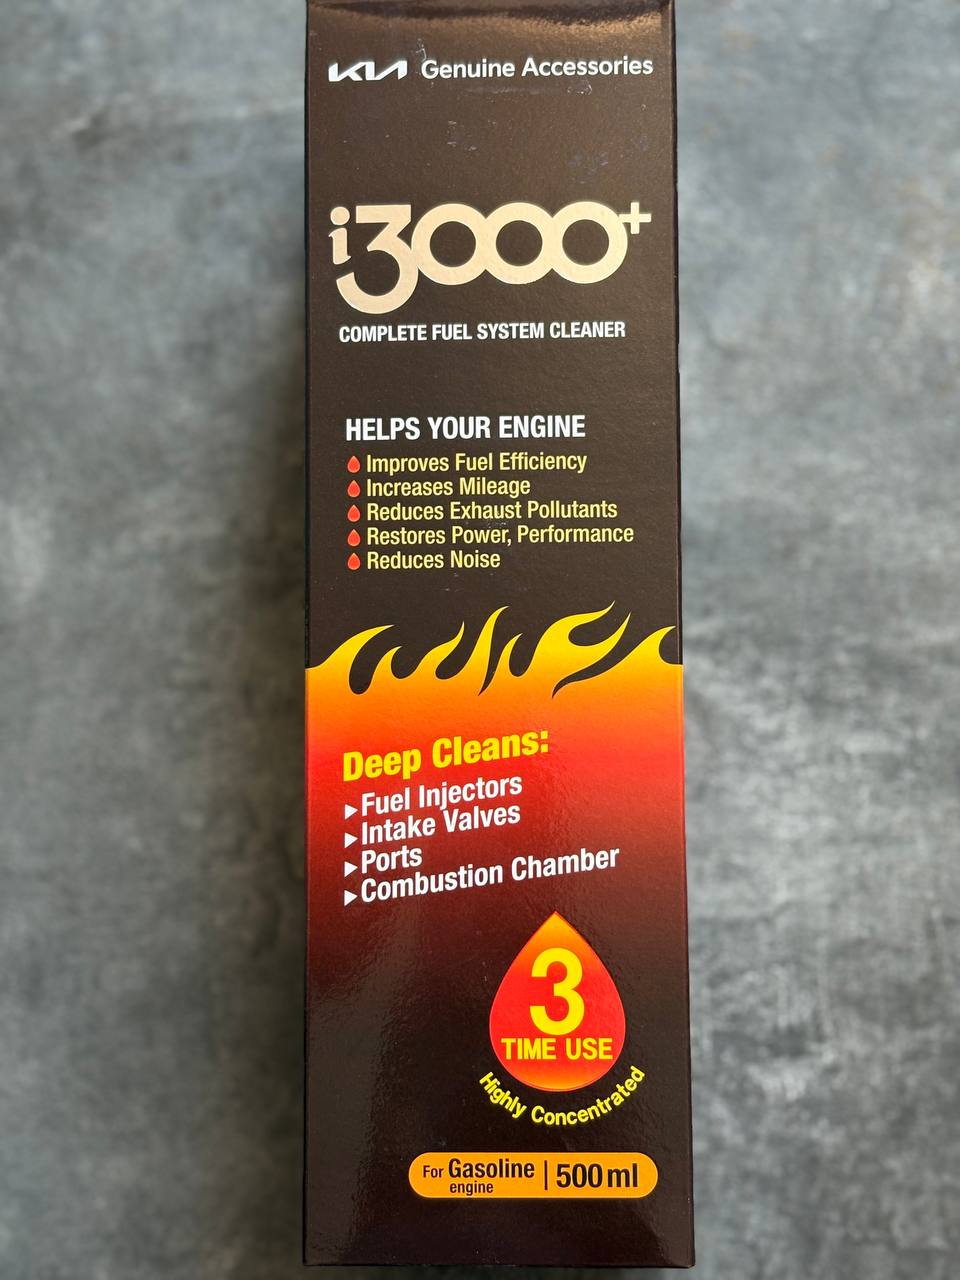 KIA Genuine Accessories
i3000+
COMPLETE FUEL SYSTEM CLEANER
HELPS YOUR ENGINE
Improves Fuel Efficiency
Increases Mileage
Reduces Exhaust Pollutants
Restores Power, Performance
Reduces Noise
Deep Cleans:
Fuel Injectors
Intake Valves
Ports
Combustion Chamber
3
TIME USE
Highly Concentrated
For Gasoline engine | 500 ml